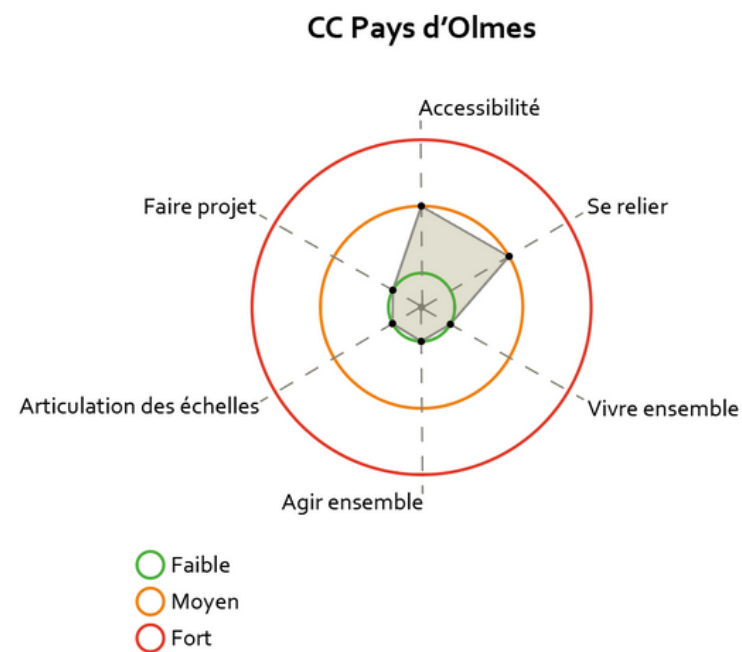 CC Pays d’Olmes
Accessibilité
Faire projet
Se relier
Articulation des échelles
Vivre ensemble
Agir ensemble
Faible
Moyen
Fort